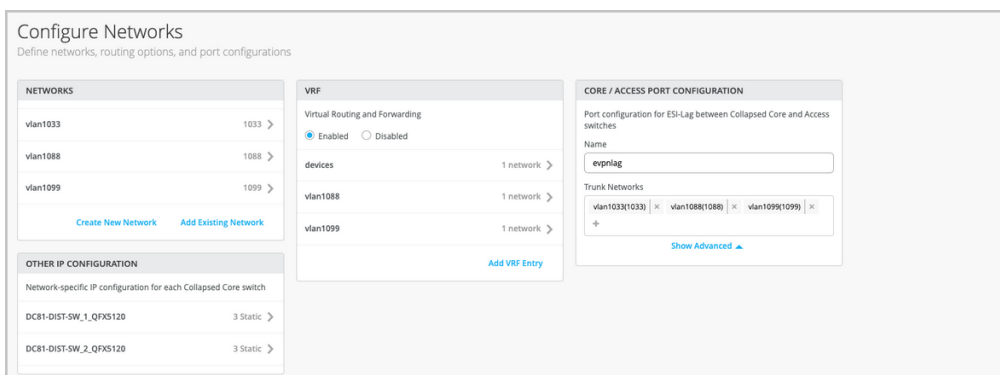 Configure Networks
Define networks, routing options, and port configurations
NETWORKS
vlan1033 1033
vlan1088 1088
vlan1099 1099
Create New Network Add Existing Network
OTHER IP CONFIGURATION
Network-specific IP configuration for each Collapsed Core switch
DC81-DIST-SW_1_QFX5120 3 Static
DC81-DIST-SW_2_QFX5120 3 Static
VRF
Virtual Routing and Forwarding
Enabled Disabled
devices 1 network
vlan1088 1 network
vlan1099 1 network
Add VRF Entry
CORE / ACCESS PORT CONFIGURATION
Port configuration for ESI-Lag between Collapsed Core and Access
switches
Name
evpnlag
Trunk Networks
vlan1033(1033) × vlan1088(1088) × vlan1099(1099) ×
+
Show Advanced